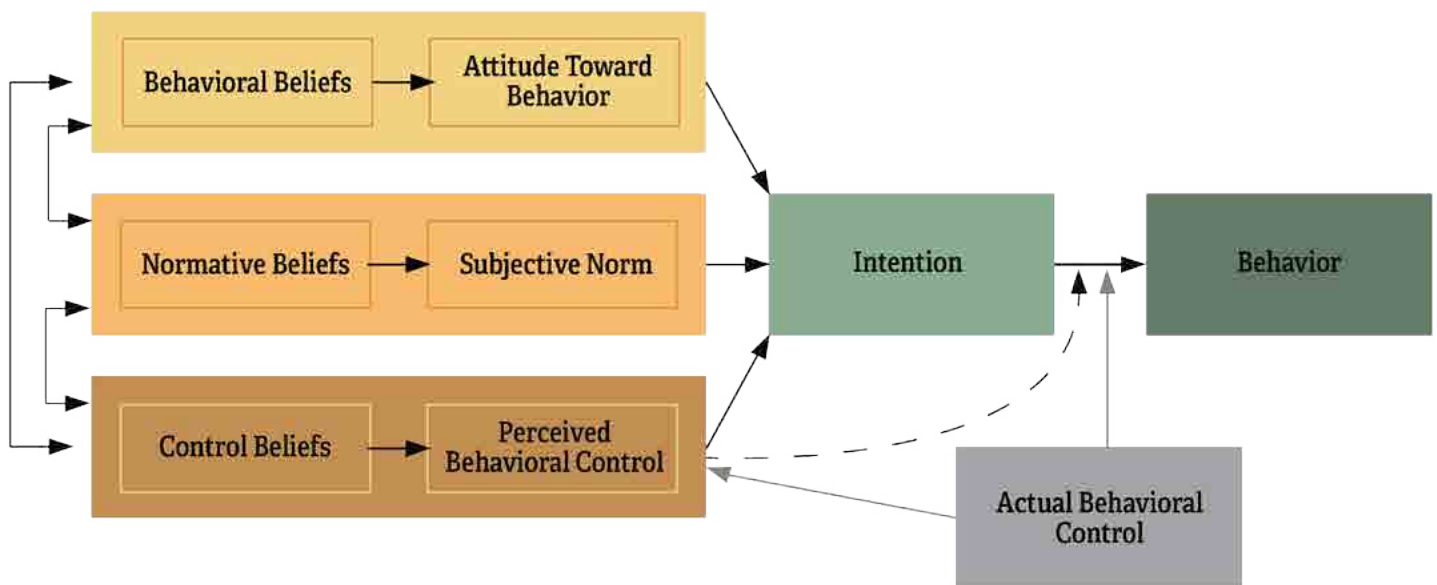 Behavioral Beliefs
Attitude Toward
Behavior
Normative Beliefs
Subjective Norm
Intention
Behavior
Control Beliefs
Perceived
Behavioral Control
Actual Behavioral
Control